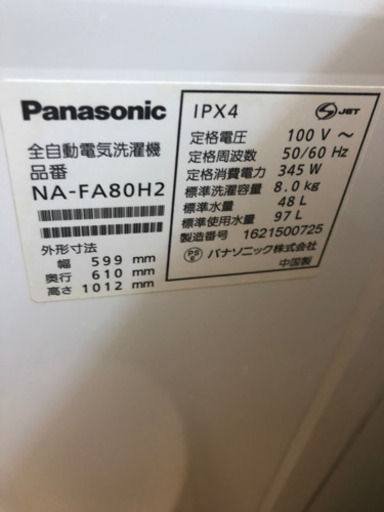 Panasonic
全自動電気洗濯機
品番
NA-FA80H2
外形寸法
幅 599 mm
奥行 610 mm
高さ 1012 mm
IPX4
S JET
定格電圧 100 V ～
定格周波数 50/60 Hz
定格消費電力 345 W
標準洗濯容量 8.0 kg
標準水量 48 L
標準使用水量 97 L
製造番号 1621500725
PSE パナソニック株式会社
中国製